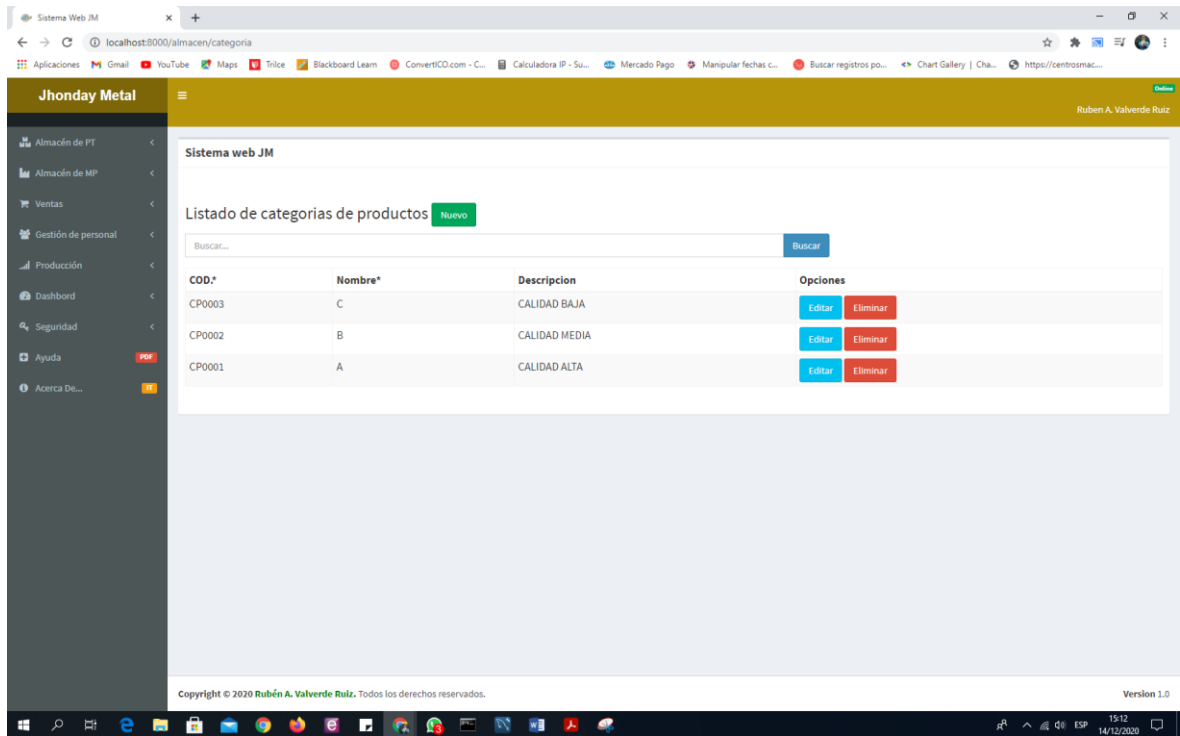 Sistema Web JM
localhost:8000/almacen/categoria
Aplicaciones Gmail YouTube Maps Trilce Blackboard Learn ConvertICO.com - C... Calculadora IP - Su... Mercado Pago Manipular fechas c... Buscar registros po... Chart Gallery | Cha... https://centrosmac....
Jhonday Metal
Online
Ruben A. Valverde Ruiz
Almacén de PT
Almacén de MP
Ventas
Gestión de personal
Producción
Dashbord
Seguridad
Ayuda PDF
Acerca De... IT
Sistema web JM
Listado de categorias de productos Nuevo
Buscar... Buscar
COD.* Nombre* Descripcion Opciones
CP0003 C CALIDAD BAJA Editar Eliminar
CP0002 B CALIDAD MEDIA Editar Eliminar
CP0001 A CALIDAD ALTA Editar Eliminar
Copyright © 2020 Rubén A. Valverde Ruiz. Todos los derechos reservados. Version 1.0
ESP 15:12
14/12/2020